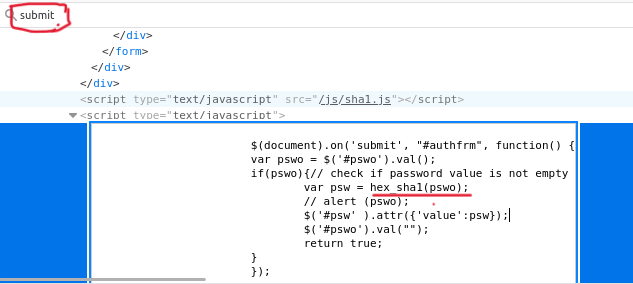 submit
</div>
</form>
</div>
</div>
<script type="text/javascript" src="/js/sha1.js"></script>
<script type="text/javascript">
$(document).on('submit', "#authfrm", function() {
var pswo = $('#pswo').val();
if(pswo){// check if password value is not empty
var psw = hex_sha1(pswo);
// alert (pswo);
$('#psw' ).attr({'value':psw});
$('#pswo').val("");
return true;
}
});